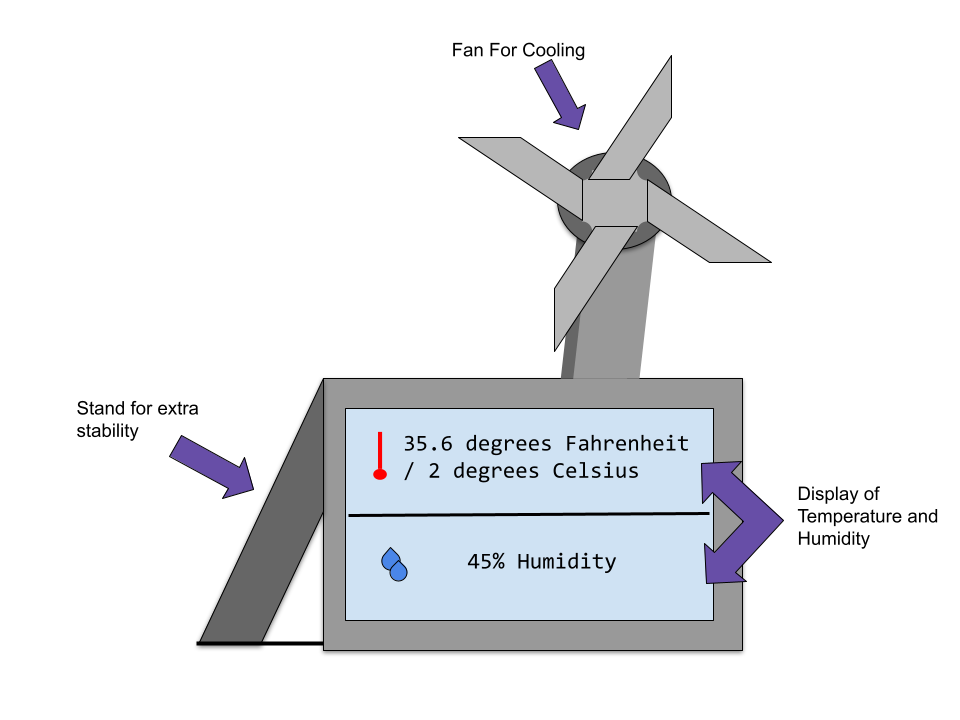 Fan For Cooling
Stand for extra
stability
35.6 degrees Fahrenheit
/ 2 degrees Celsius
Display of
Temperature and
Humidity
45% Humidity